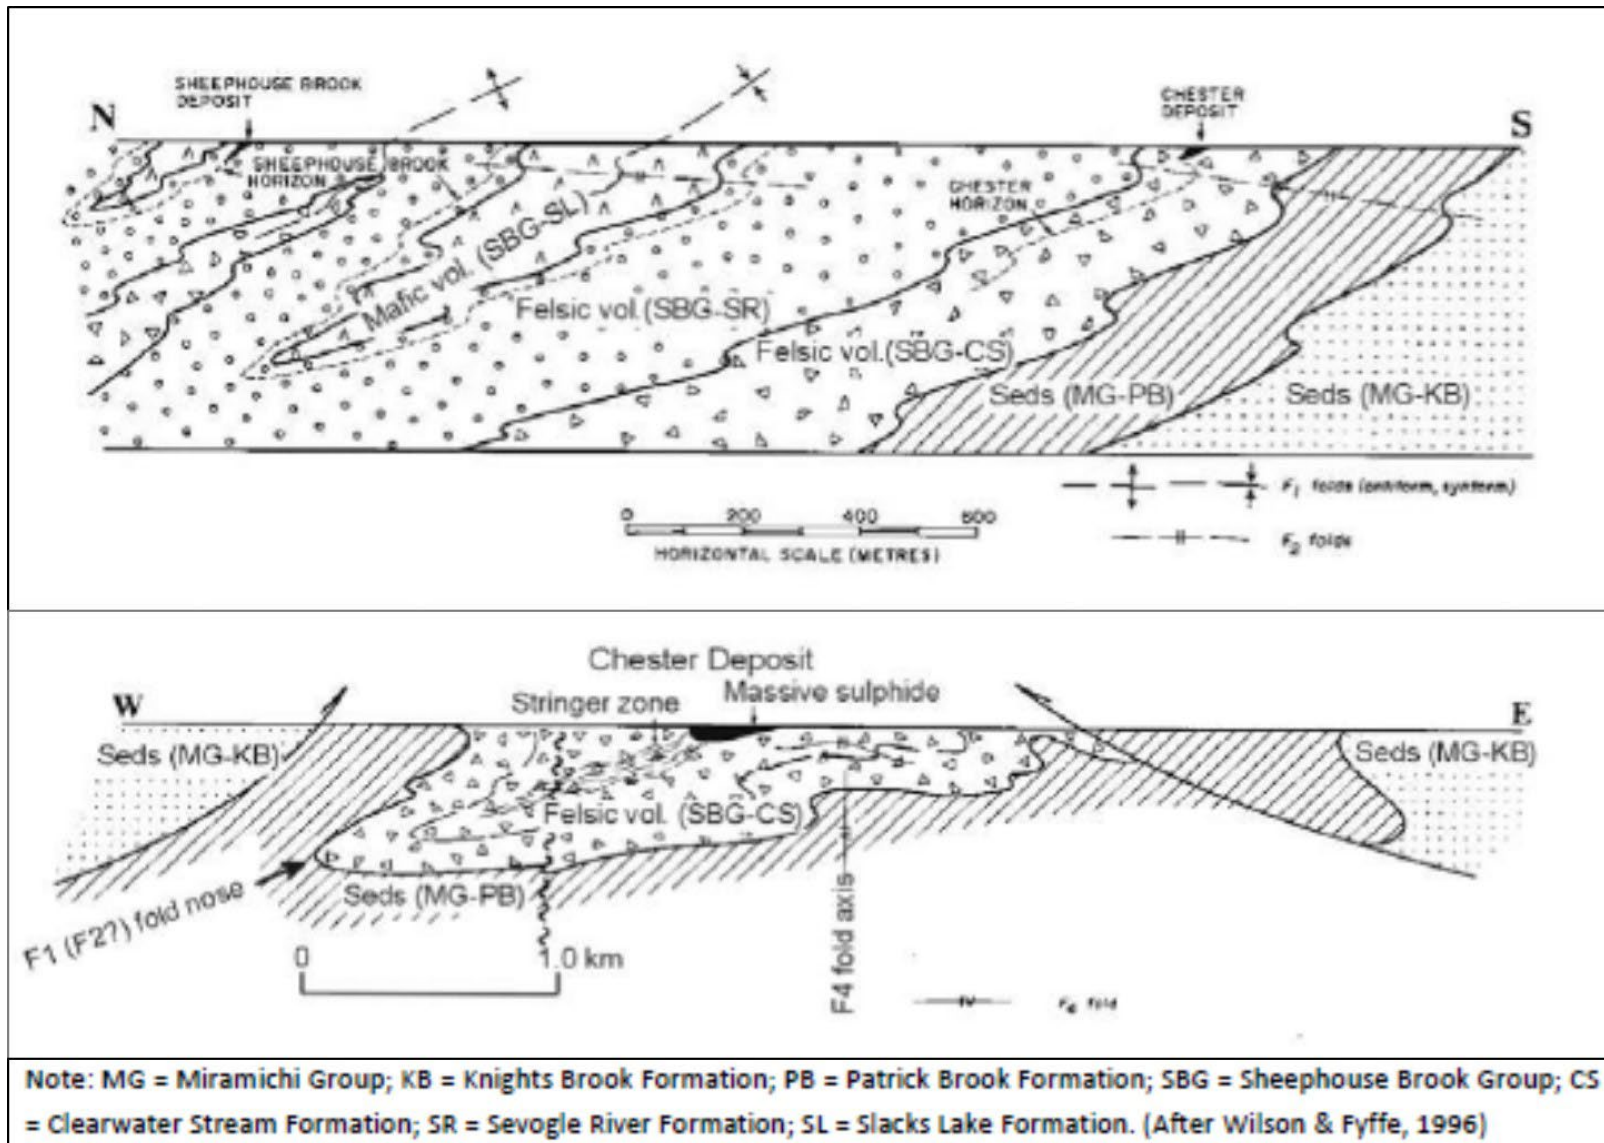 SHEEPHOUSE BROOK
DEPOSIT
CHESTER
DEPOSIT
N
S
SHEEPHOUSE BROOK
HORIZON
CHESTER
HORIZON
Mafic vol. (SBG-SL)
Felsic vol.(SBG-SR)
Felsic vol.(SBG-CS)
Seds (MG-PB)
Seds (MG-KB)
F1 folds (antiform, synform)
F2 folds
0 200 400 600
HORIZONTAL SCALE (METRES)
Chester Deposit
Stringer zone
Massive sulphide
W
E
Seds (MG-KB)
Seds (MG-KB)
Felsic vol. (SBG-CS)
Seds (MG-PB)
F1 (F2?) fold nose
0 1.0 km
F4 fold axis
IV
fold
Note: MG = Miramichi Group; KB = Knights Brook Formation; PB = Patrick Brook Formation; SBG = Sheephouse Brook Group; CS
= Clearwater Stream Formation; SR = Sevogle River Formation; SL = Slacks Lake Formation. (After Wilson & Fyffe, 1996)